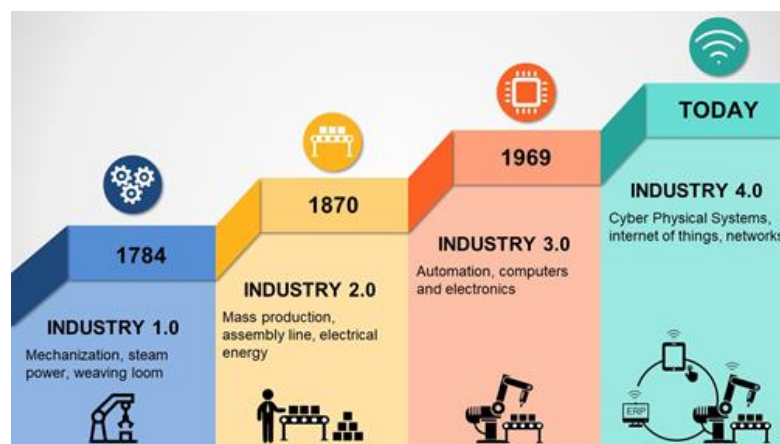 1784
INDUSTRY 1.0
Mechanization, steam
power, weaving loom
1870
INDUSTRY 2.0
Mass production,
assembly line, electrical
energy
1969
INDUSTRY 3.0
Automation, computers
and electronics
TODAY
INDUSTRY 4.0
Cyber Physical Systems,
internet of things, networks
ERP